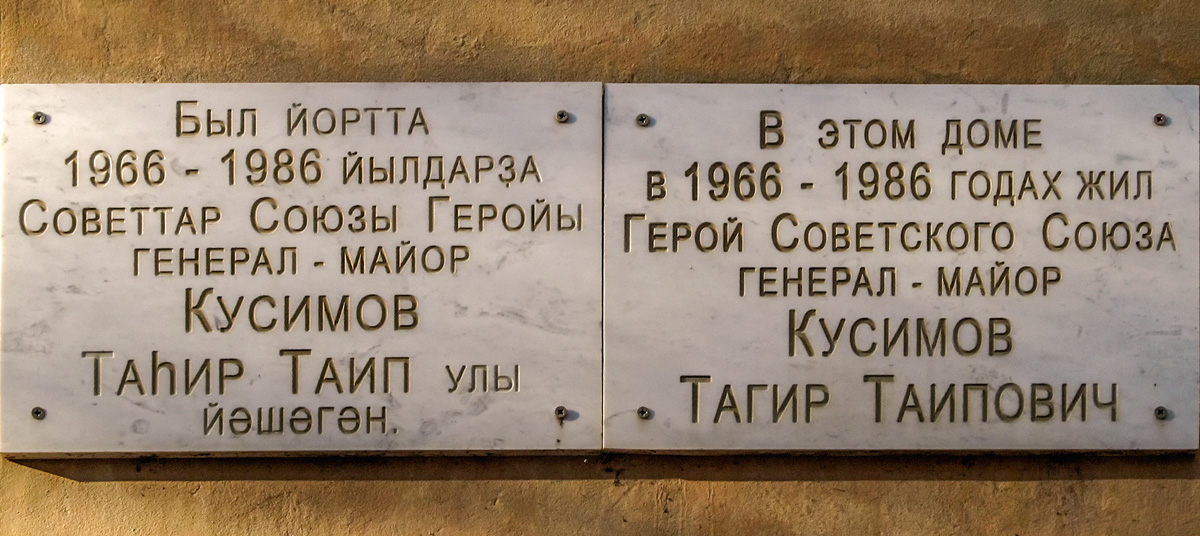 Был йортта
1966 - 1986 йылдарҙа
Советтар Союзы Геройы
генерал - майор
Кусимов
Таһир Таип улы
йәшәгән.
В этом доме
в 1966 - 1986 годах жил
Герой Советского Союза
генерал - майор
Кусимов
Тагир Таипович